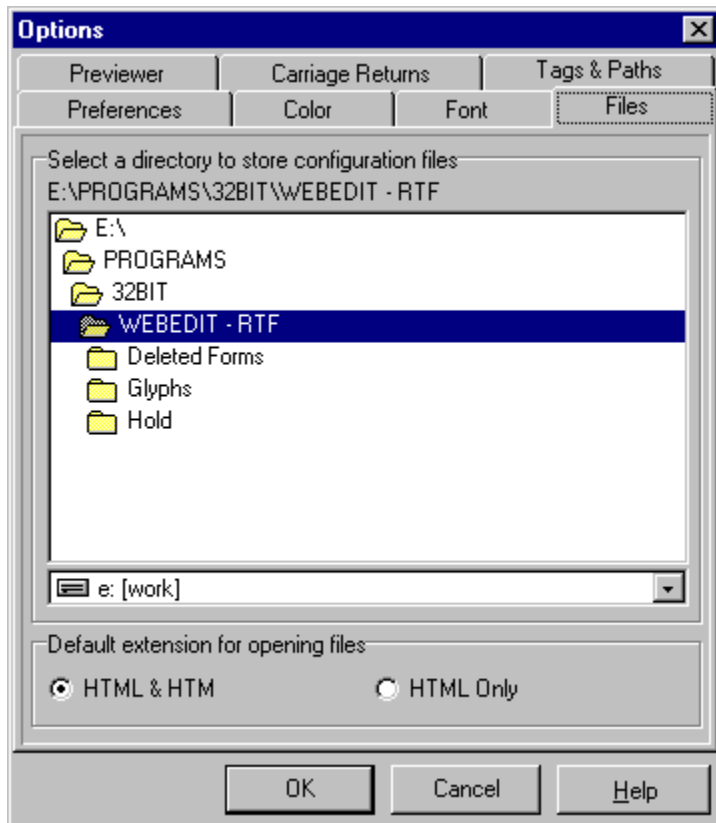 Options
Previewer Carriage Returns Tags & Paths
Preferences Color Font Files
Select a directory to store configuration files
E:\PROGRAMS\32BIT\WEBEDIT - RTF
E:\
PROGRAMS
32BIT
WEBEDIT - RTF
Deleted Forms
Glyphs
Hold
e: [work]
Default extension for opening files
HTML & HTM HTML Only
OK Cancel Help